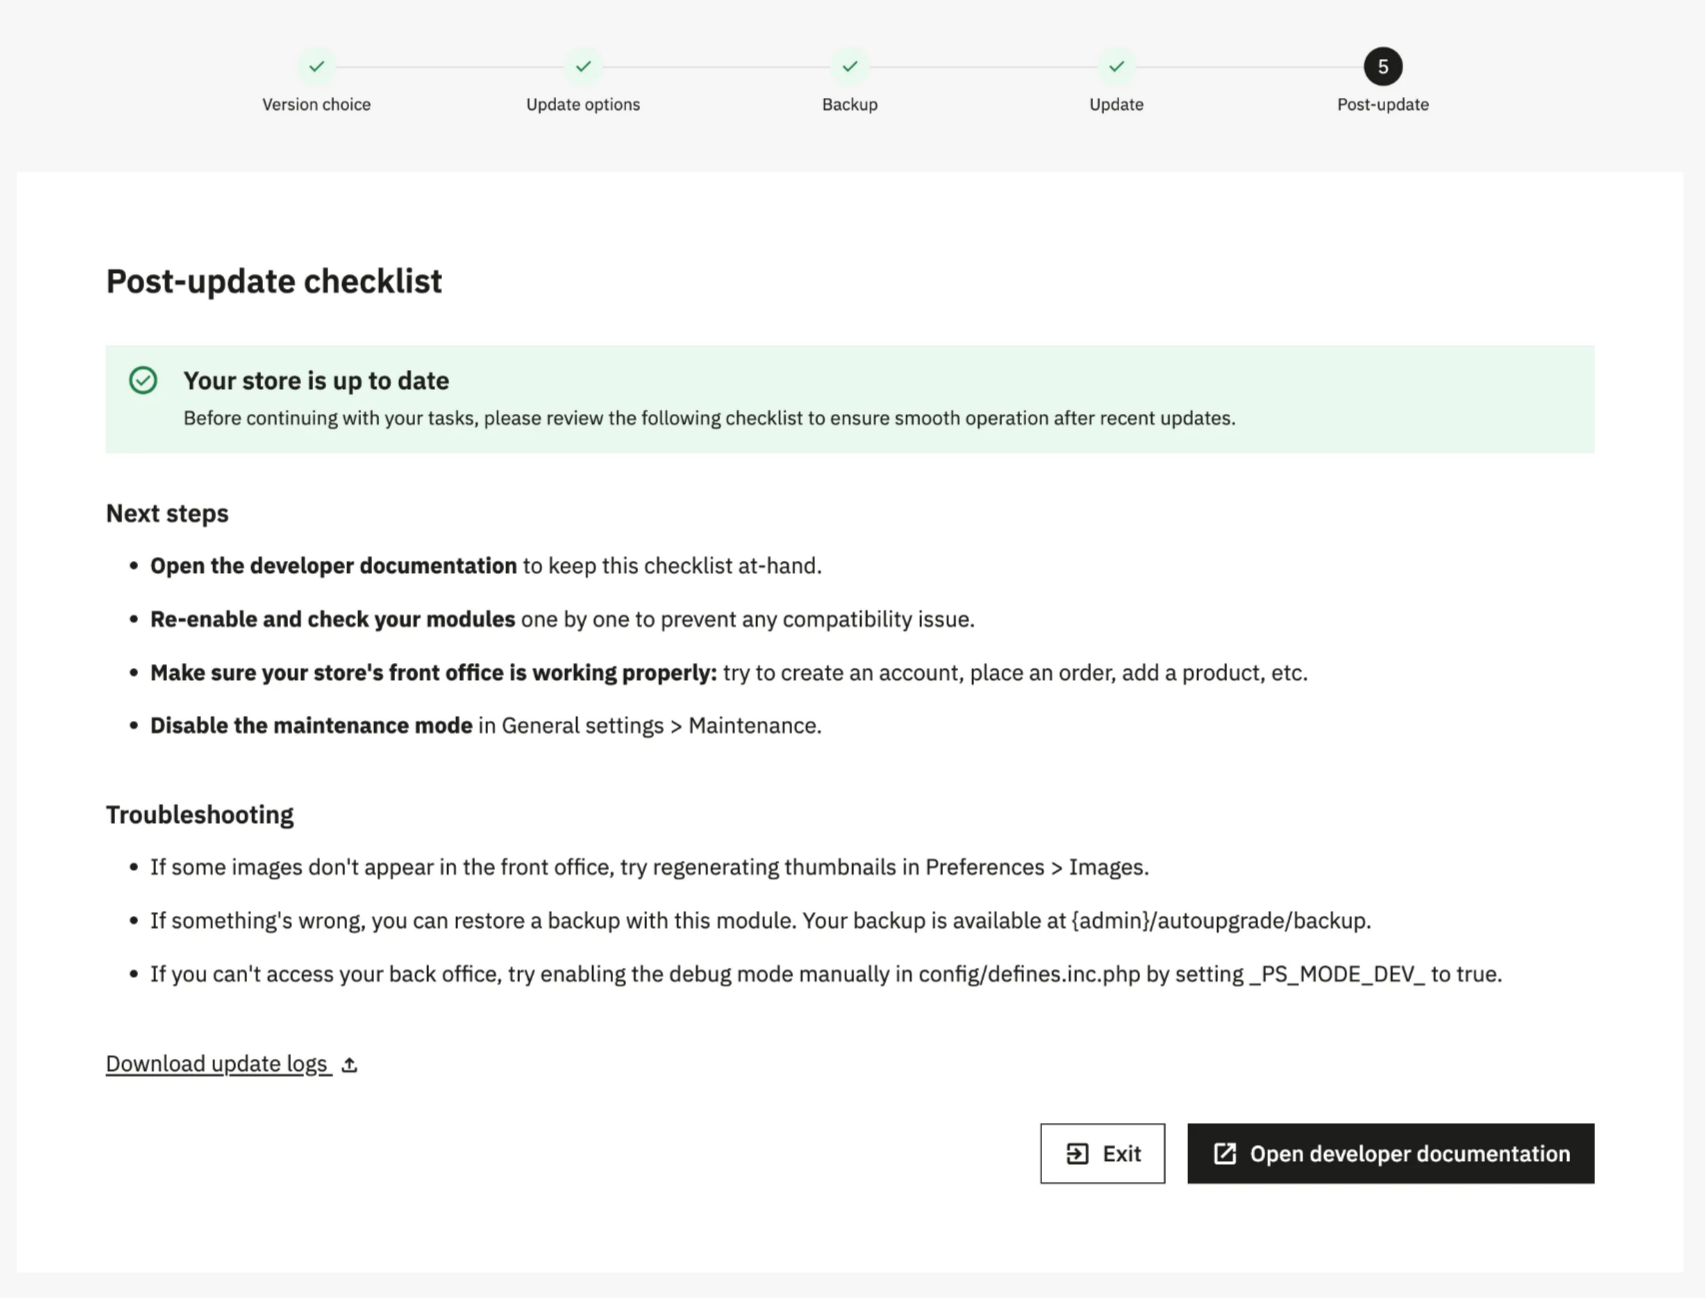 5
Version choice
Update options
Backup
Update
Post-update
Post-update checklist
Your store is up to date
Before continuing with your tasks, please review the following checklist to ensure smooth operation after recent updates.
Next steps
• Open the developer documentation to keep this checklist at-hand.
• Re-enable and check your modules one by one to prevent any compatibility issue.
• Make sure your store's front office is working properly: try to create an account, place an order, add a product, etc.
• Disable the maintenance mode in General settings > Maintenance.
Troubleshooting
• If some images don't appear in the front office, try regenerating thumbnails in Preferences > Images.
• If something's wrong, you can restore a backup with this module. Your backup is available at {admin}/autoupgrade/backup.
• If you can't access your back office, try enabling the debug mode manually in config/defines.inc.php by setting _PS_MODE_DEV_ to true.
Download update logs
Exit
Open developer documentation